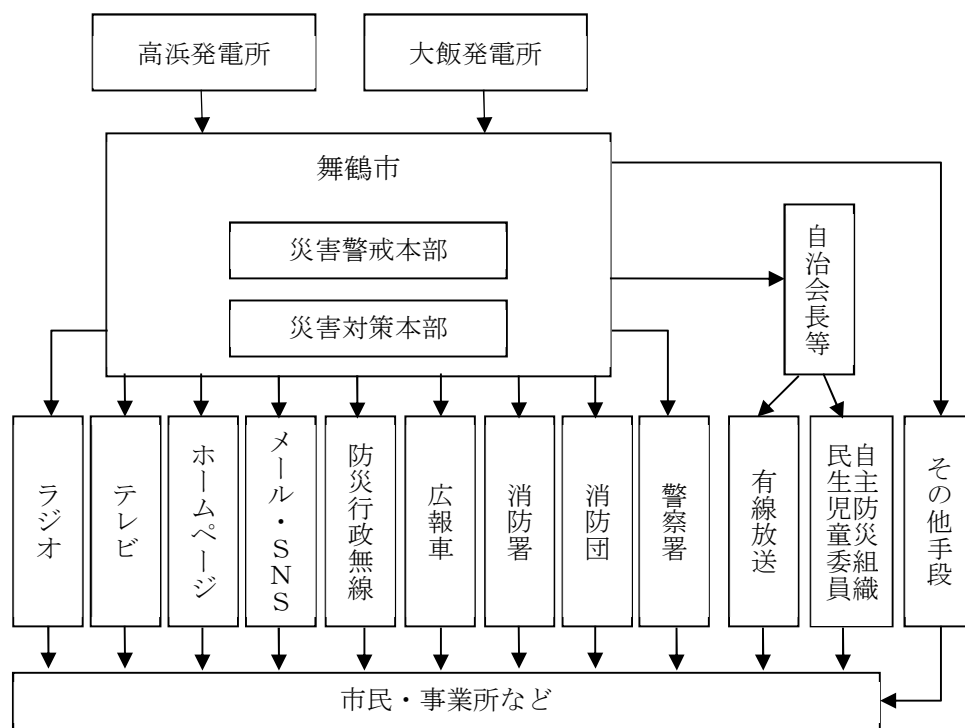 高浜発電所
大飯発電所
舞鶴市
災害警戒本部
災害対策本部
自治会長等
ラジオ
テレビ
ホームページ
メール・SNS
防災行政無線
広報車
消防署
消防団
警察署
有線放送
自主防災組織
民生児童委員
その他手段
市民・事業所など